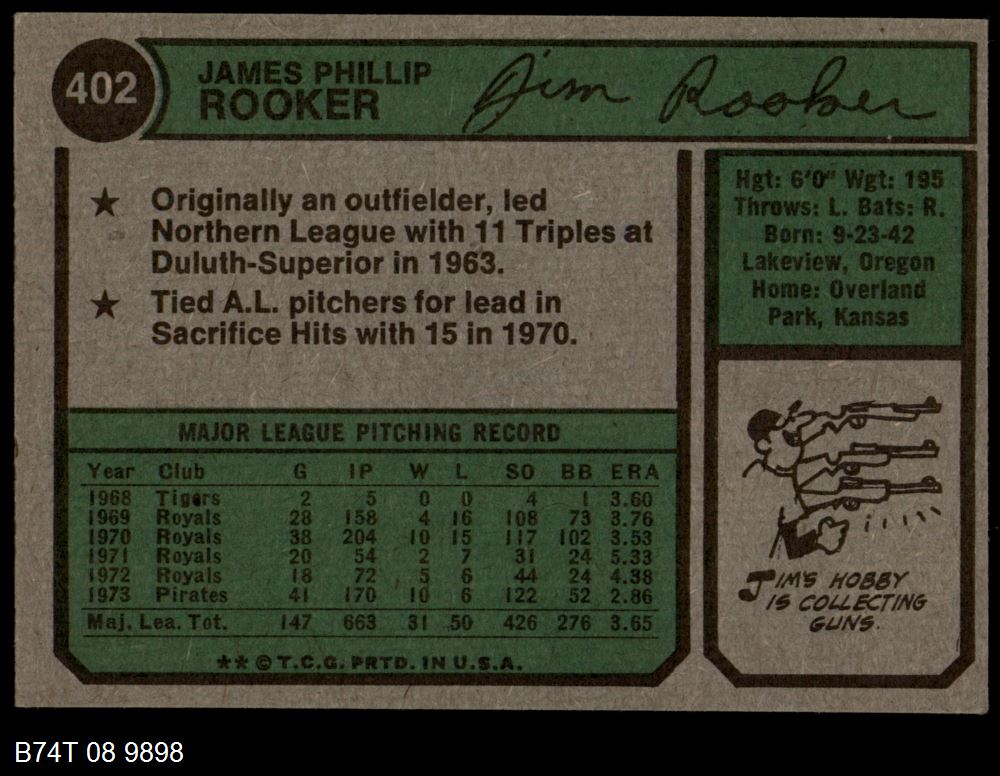 402
JAMES PHILLIP
ROOKER
Jim Rooker
★ Originally an outfielder, led
Northern League with 11 Triples at
Duluth-Superior in 1963.
★ Tied A.L. pitchers for lead in
Sacrifice Hits with 15 in 1970.
Hgt: 6'0" Wgt: 195
Throws: L. Bats: R.
Born: 9-23-42
Lakeview, Oregon
Home: Overland
Park, Kansas
MAJOR LEAGUE PITCHING RECORD
Year Club G IP W L SO BB ERA
1968 Tigers 2 5 0 0 4 1 3.60
1969 Royals 28 158 4 16 108 73 3.76
1970 Royals 38 204 10 15 117 102 3.53
1971 Royals 20 54 2 7 31 24 5.33
1972 Royals 18 72 5 6 44 24 4.38
1973 Pirates 41 170 10 6 122 52 2.86
Maj. Lea. Tot. 147 663 31 50 426 276 3.65
★★ © T.C.G. PRTD. IN U.S.A.
JIM'S HOBBY
IS COLLECTING
GUNS.
B74T 08 9898